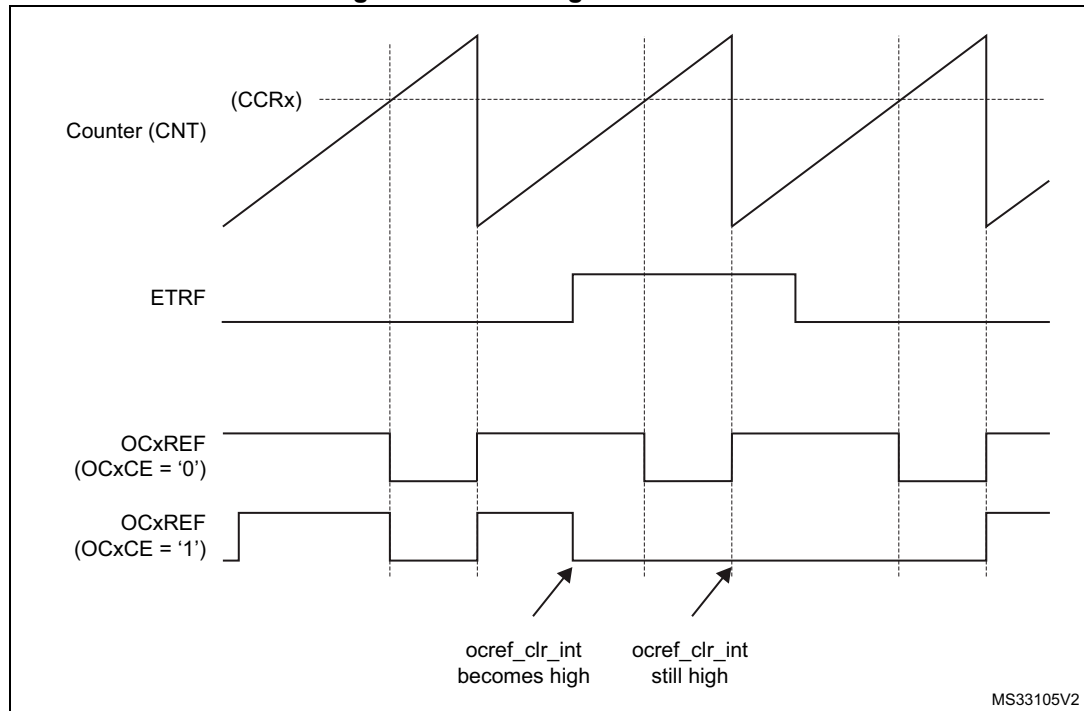 (CCRx)
Counter (CNT)
ETRF
OCxREF
(OCxCE = ‘0’)
OCxREF
(OCxCE = ‘1’)
ocref_clr_int
becomes high
ocref_clr_int
still high
MS33105V2